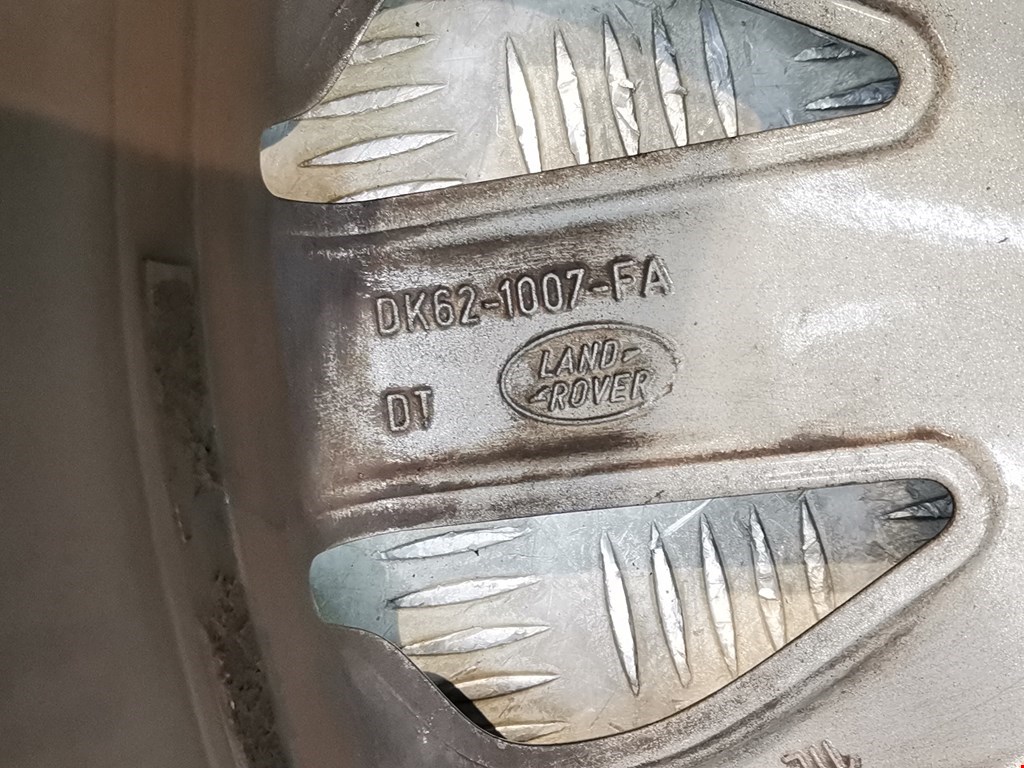 DK62-1007-FA
LAND-
-ROVER
DT